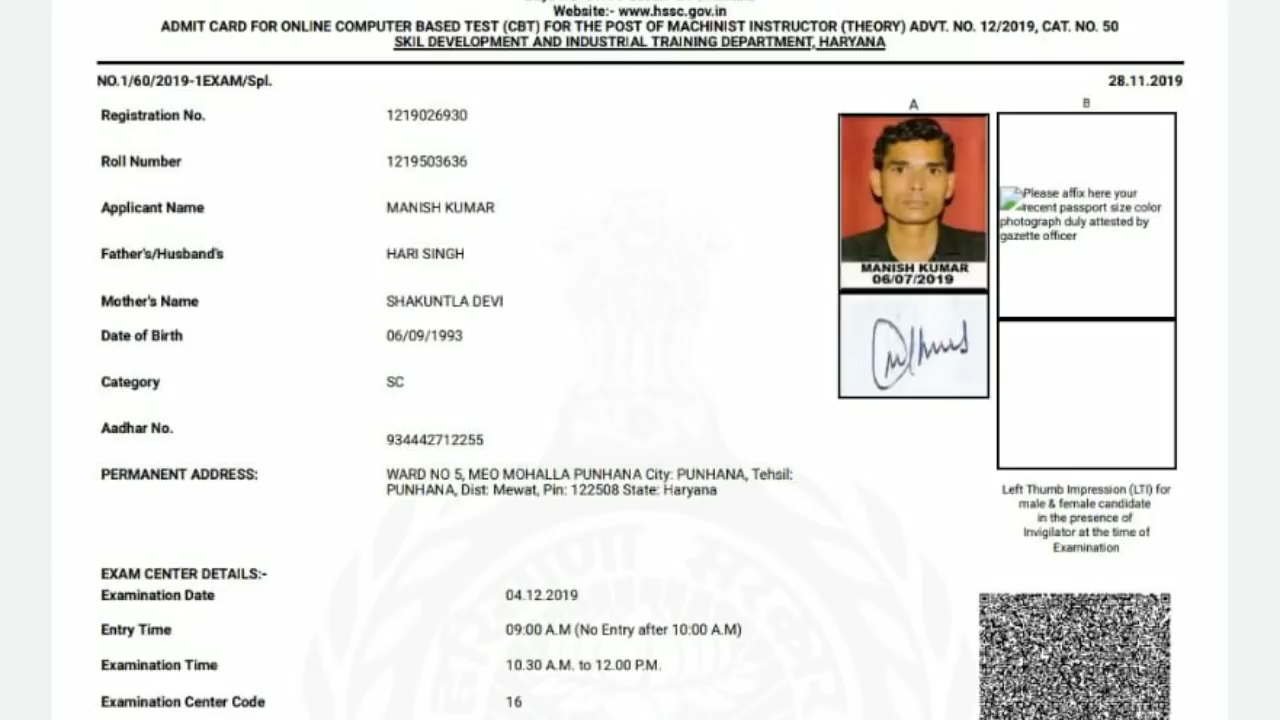 Website:- www.hssc.gov.in
ADMIT CARD FOR ONLINE COMPUTER BASED TEST (CBT) FOR THE POST OF MACHINIST INSTRUCTOR (THEORY) ADVT. NO. 12/2019, CAT. NO. 50
SKIL DEVELOPMENT AND INDUSTRIAL TRAINING DEPARTMENT, HARYANA
NO.1/60/2019-1EXAM/Spl. 28.11.2019
A B
Registration No. 1219026930
Roll Number 1219503636
Applicant Name MANISH KUMAR
Father's/Husband's HARI SINGH
Mother's Name SHAKUNTLA DEVI
Date of Birth 06/09/1993
Category SC
Aadhar No. 934442712255
PERMANENT ADDRESS: WARD NO 5, MEO MOHALLA PUNHANA City: PUNHANA, Tehsil:
PUNHANA, Dist: Mewat, Pin: 122508 State: Haryana
MANISH KUMAR
06/07/2019
Please affix here your
recent passport size color
photograph duly attested by
gazette officer
Left Thumb Impression (LTI) for
male & female candidate
in the presence of
Invigilator at the time of
Examination
EXAM CENTER DETAILS:-
Examination Date 04.12.2019
Entry Time 09:00 A.M (No Entry after 10:00 A.M)
Examination Time 10.30 A.M. to 12.00 P.M.
Examination Center Code 16